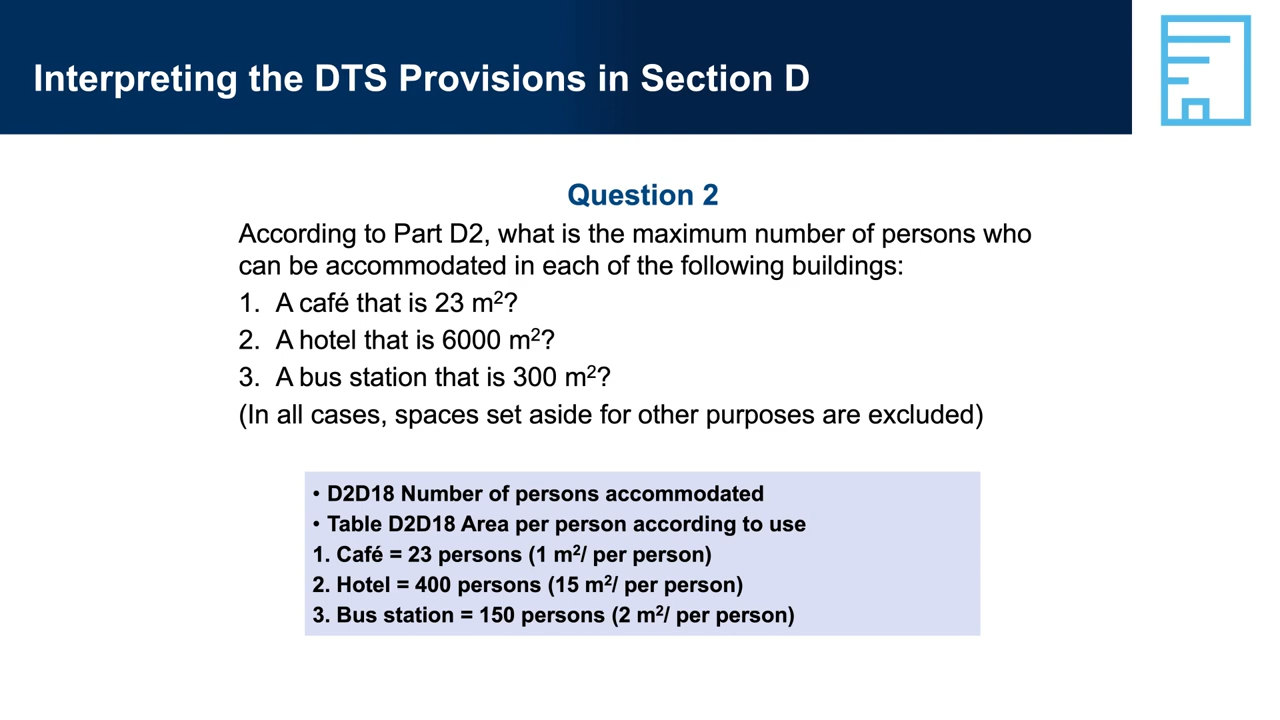 Interpreting the DTS Provisions in Section D
Question 2
According to Part D2, what is the maximum number of persons who
can be accommodated in each of the following buildings:
1. A café that is 23 m²?
2. A hotel that is 6000 m²?
3. A bus station that is 300 m²?
(In all cases, spaces set aside for other purposes are excluded)
• D2D18 Number of persons accommodated
• Table D2D18 Area per person according to use
1. Café = 23 persons (1 m²/ per person)
2. Hotel = 400 persons (15 m²/ per person)
3. Bus station = 150 persons (2 m²/ per person)